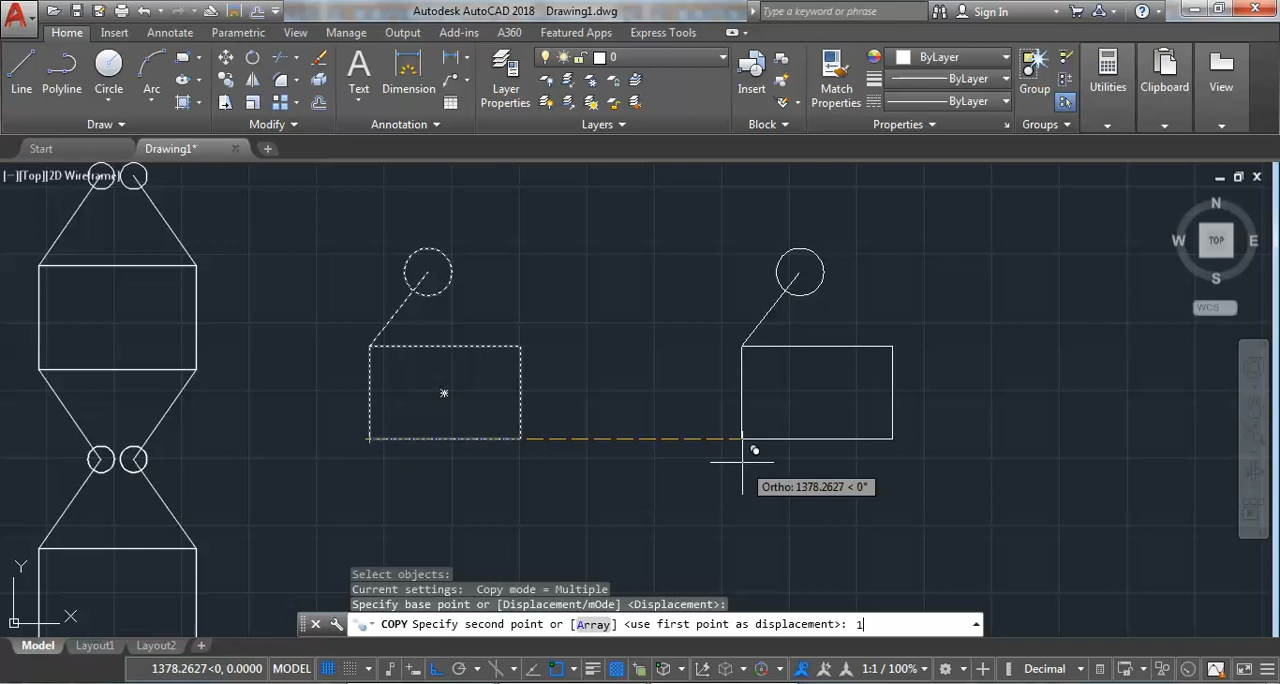 Autodesk AutoCAD 2018 Drawing1.dwg
Type a keyword or phrase
Sign In
Home Insert Annotate Parametric View Manage Output Add-ins A360 Featured Apps Express Tools
Line Polyline Circle Arc Text Dimension Layer Properties 0 Insert Match Properties ByLayer Group Utilities Clipboard View
ByLayer
ByLayer
Draw Modify Annotation Layers Block Properties Groups
Start Drawing1* +
[−][Top][2D Wireframe]
N
W TOP E
S
WCS
Ortho: 1378.2627 < 0°
Y
X
Select objects:
Current settings: Copy mode = Multiple
Specify base point or [Displacement/mOde] <Displacement>:
COPY Specify second point or [Array] <use first point as displacement>: 1
Model Layout1 Layout2 +
1378.2627<0, 0.0000 MODEL 1:1 / 100% Decimal